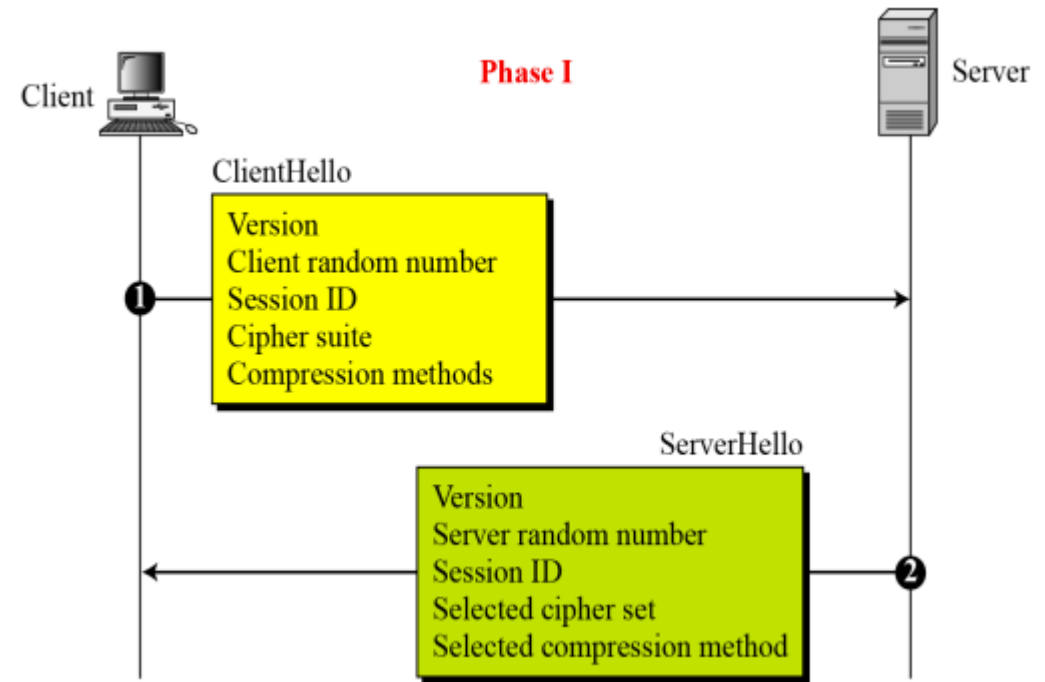 Phase I
Client
Server
ClientHello
Version
Client random number
1
Session ID
Cipher suite
Compression methods
ServerHello
Version
Server random number
Session ID
2
Selected cipher set
Selected compression method